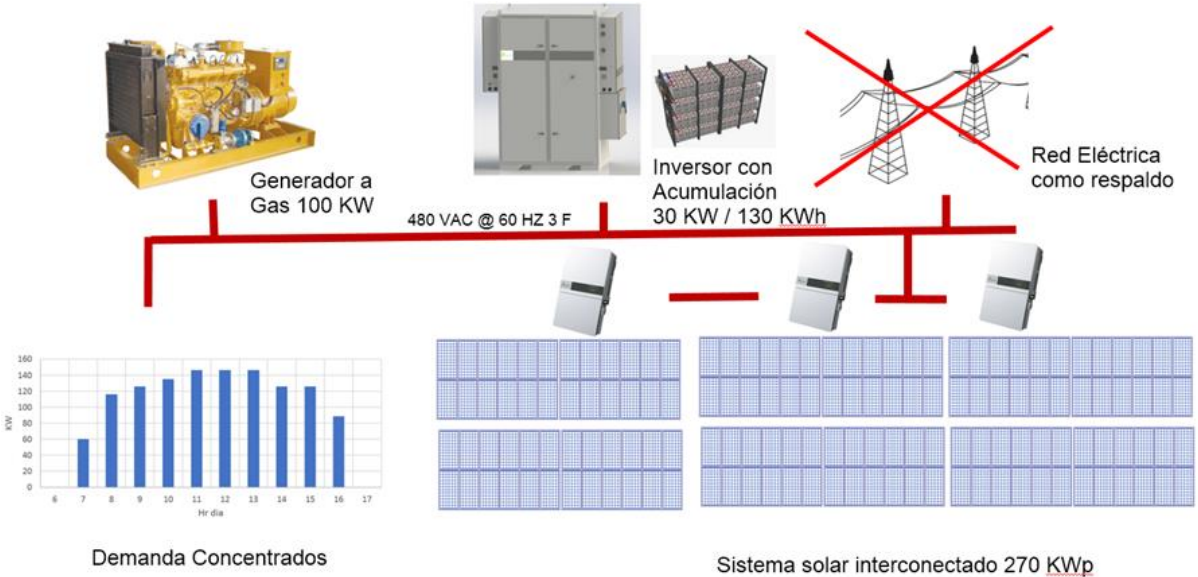 Generador a
Gas 100 KW
Inversor con
Acumulación
30 KW / 130 KWh
Red Eléctrica
como respaldo
480 VAC @ 60 HZ 3 F
160
140
120
100
80
60
40
20
0
KW
6 7 8 9 10 11 12 13 14 15 16 17
Hr dia
Demanda Concentrados
Sistema solar interconectado 270 KWp